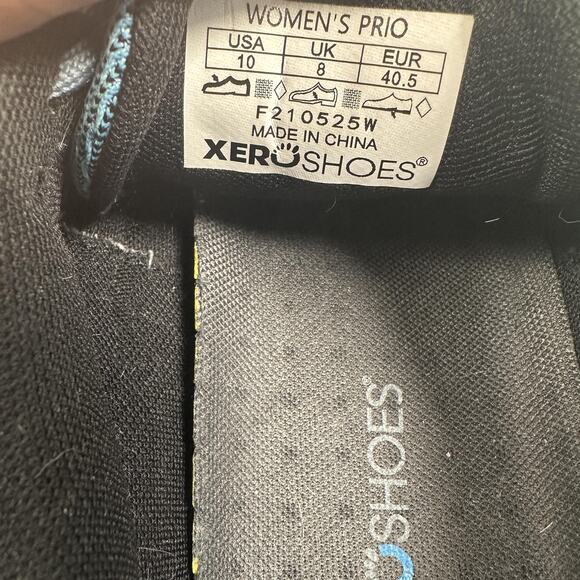 WOMEN'S PRIO
USA UK EUR
10 8 40.5
F210525W
MADE IN CHINA
XEROSHOES®
SHOES